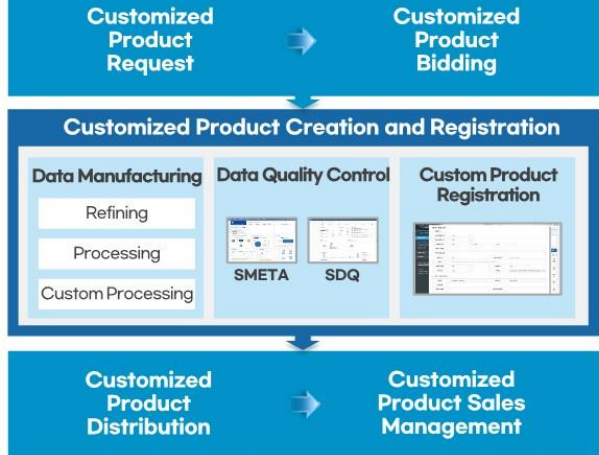 Customized
Product
Request
Customized
Product
Bidding
Customized Product Creation and Registration
Data Manufacturing
Refining
Processing
Custom Processing
Data Quality Control
SMETA
SDQ
Custom Product
Registration
Customized
Product
Distribution
Customized
Product Sales
Management